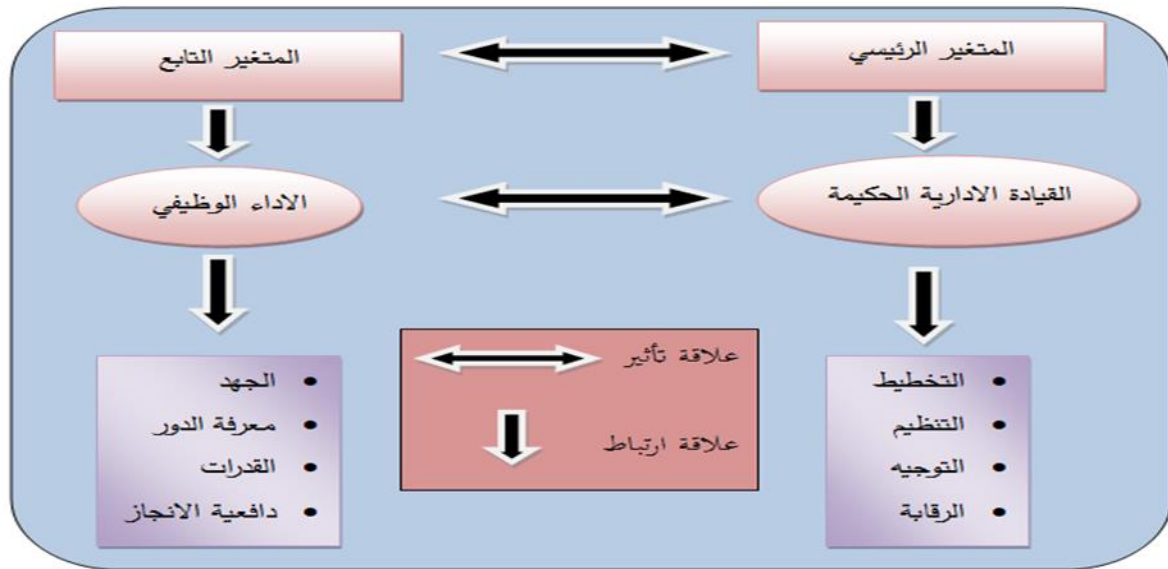 المتغير الرئيسي
المتغير التابع
القيادة الادارية الحكيمة
الاداء الوظيفي
• التخطيط
• التنظيم
• التوجيه
• الرقابة
علاقة تأثير
علاقة ارتباط
• الجهد
• معرفة الدور
• القدرات
• دافعية الانجاز